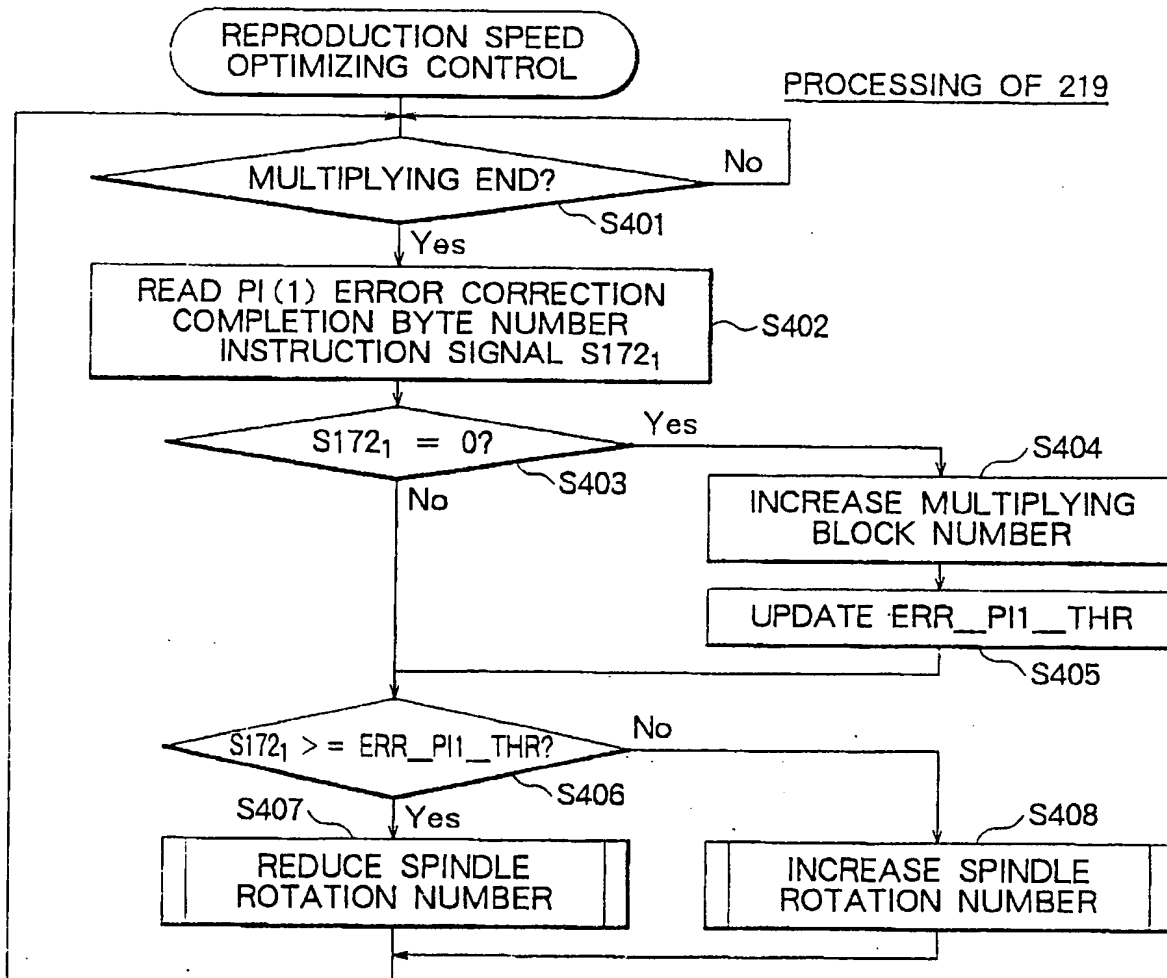 REPRODUCTION SPEED
OPTIMIZING CONTROL
PROCESSING OF 219
MULTIPLYING END?
No
S401
Yes
READ PI(1) ERROR CORRECTION
COMPLETION BYTE NUMBER
INSTRUCTION SIGNAL S172₁
S402
S172₁ = 0?
Yes
S403
No
S404
INCREASE MULTIPLYING
BLOCK NUMBER
UPDATE ERR__PI1__THR
S405
S172₁ >= ERR__PI1__THR?
No
S406
Yes
S407
REDUCE SPINDLE
ROTATION NUMBER
S408
INCREASE SPINDLE
ROTATION NUMBER